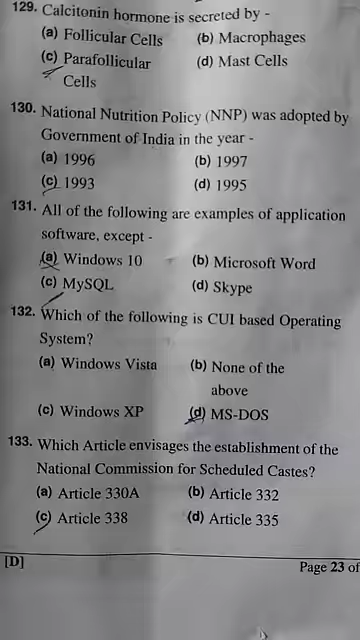 129. Calcitonin hormone is secreted by -
(a) Follicular Cells (b) Macrophages
(c) Parafollicular Cells (d) Mast Cells
130. National Nutrition Policy (NNP) was adopted by
Government of India in the year -
(a) 1996 (b) 1997
(c) 1993 (d) 1995
131. All of the following are examples of application
software, except -
(a) Windows 10 (b) Microsoft Word
(c) MySQL (d) Skype
132. Which of the following is CUI based Operating
System?
(a) Windows Vista (b) None of the
above
(c) Windows XP (d) MS-DOS
133. Which Article envisages the establishment of the
National Commission for Scheduled Castes?
(a) Article 330A (b) Article 332
(c) Article 338 (d) Article 335
[D] Page 23 of